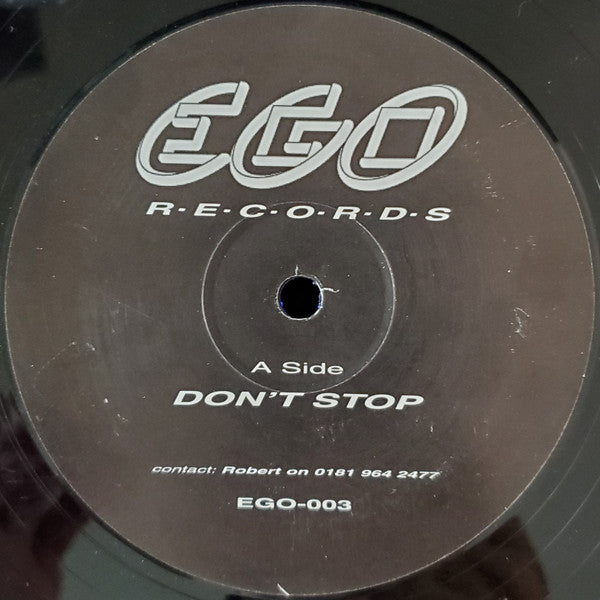 EGO
R·E·C·O·R·D·S
A Side
DON'T STOP
contact: Robert on 0181 964 2477
EGO-003